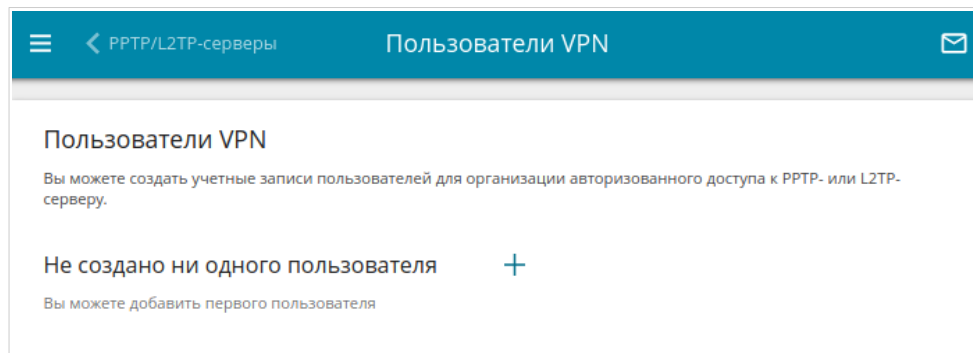 PPTP/L2TP-серверы Пользователи VPN
Пользователи VPN
Вы можете создать учетные записи пользователей для организации авторизованного доступа к PPTP- или L2TP-
серверу.
Не создано ни одного пользователя
Вы можете добавить первого пользователя